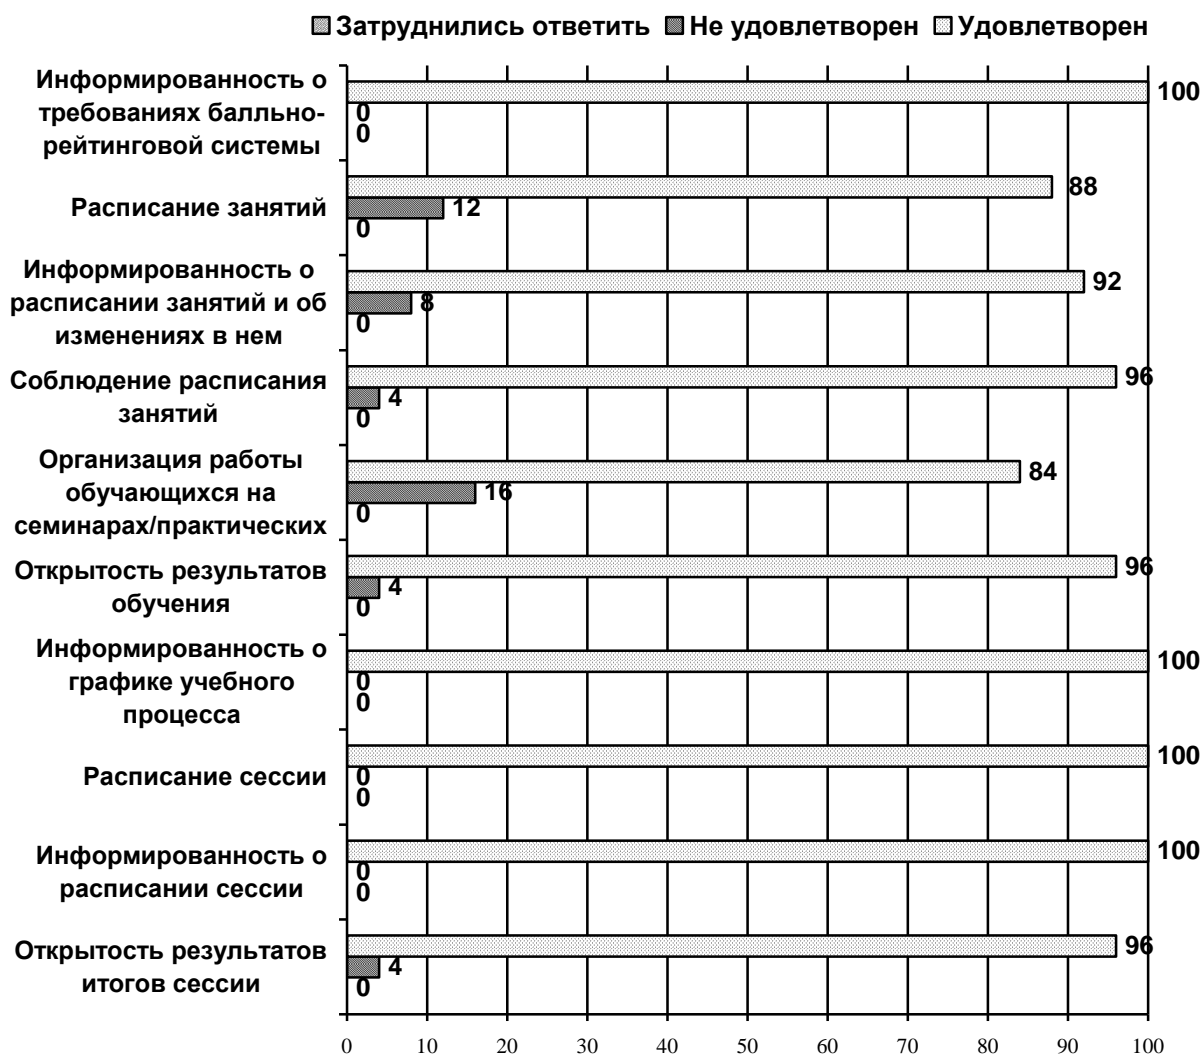 Затруднились ответить Не удовлетворен Удовлетворен
Информированность о
требованиях балльно-
рейтинговой системы
100
0
0
Расписание занятий
88
12
0
Информированность о
расписании занятий и об
изменениях в нем
92
8
0
Соблюдение расписания
занятий
96
4
0
Организация работы
обучающихся на
семинарах/практических
84
16
0
Открытость результатов
обучения
96
4
0
Информированность о
графике учебного
процесса
100
0
0
Расписание сессии
100
0
0
Информированность о
расписании сессии
100
0
0
Открытость результатов
итогов сессии
96
4
0
0 10 20 30 40 50 60 70 80 90 100